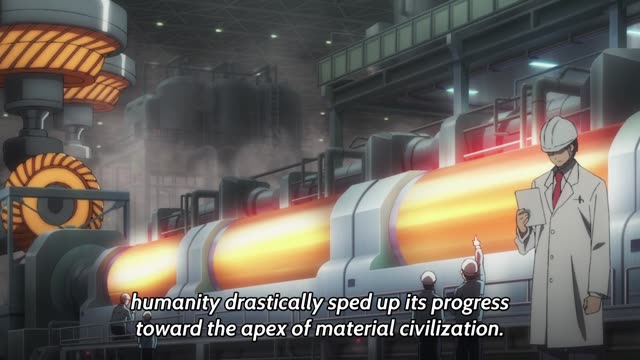 humanity drastically sped up its progress
toward the apex of material civilization.